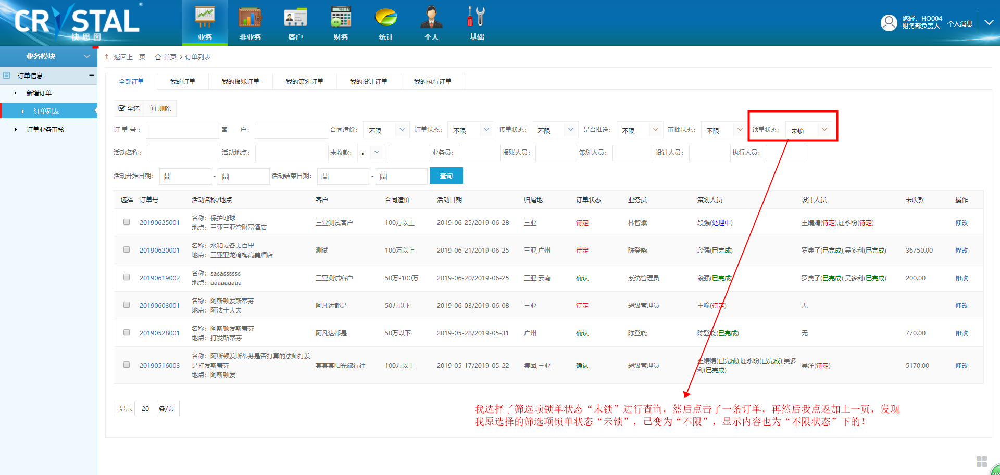 CRYSTAL®
快思图
业务
非业务
客户
财务
统计
个人
基础
您好，HQ004
财务部负责人
个人消息
业务模块
订单信息
新增订单
订单列表
订单业务审核
返回上一页 首页 > 订单列表
全部订单 我的订单 我的报账订单 我的策划订单 我的设计订单 我的执行订单
全选 删除
订 单 号： 客 户： 合同造价： 不限 订单状态： 不限 接单状态： 不限 是否推送： 不限 审批状态： 不限 锁单状态： 未锁
活动名称： 活动地点： 未收款： > 业务员： 报账人员： 策划人员： 设计人员： 执行人员：
活动开始日期： - 活动结束日期： - 查询
选择 订单号 活动名称/地点 客户 合同造价 活动日期 归属地 订单状态 业务员 策划人员 设计人员 未收款 操作
名称：保护地球
20190625001 地点：三亚三亚湾财富酒店 三亚测试客户 100万以上 2019-06-25/2019-06-28 三亚 待定 林智斌 段强(处理中) 王婧婧(待定),屈永盼(待定) 修改
名称：水和云各去百里
20190620001 地点：三亚亚龙湾梅高美酒店 测试 100万以上 2019-06-21/2019-06-25 三亚,广州 待定 陈登晓 段强(已完成) 罗典了(已完成),吴多利(已完成) 36750.00 修改
名称：sasassssss
20190619002 地点：aaaaaaaaa 三亚测试客户 50万-100万 2019-06-20/2019-06-25 三亚,云南 确认 系统管理员 段强(已完成) 罗典了(已完成),吴多利(已完成) 200.00 修改
名称：阿斯顿发斯蒂芬
20190603001 地点：阿法士大夫 阿凡达都是 50万以下 2019-06-03/2019-06-08 三亚 待定 超级管理员 王喻(待定) 无 修改
名称：阿斯顿发斯蒂芬
20190528001 地点：打发斯蒂芬 阿凡达都是 50万以下 2019-05-28/2019-05-31 广州 确认 陈登晓 陈登晓(已完成) 无 770.00 修改
名称：阿斯顿发斯蒂芬是否打算的法师打发
是打发斯蒂芬
20190516003 地点：阿斯顿发 某某某阳光旅行社 100万以上 2019-05-17/2019-05-22 集团,三亚 确认 超级管理员 王婧婧(已完成),屈永盼(已完成),吴多
利(已完成) 吴洋(待定) 5170.00 修改
显示 20 条/页
我选择了筛选项锁单状态“未锁”进行查询，然后点击了一条订单，再然后我点返加上一页，发现
我原选择的筛选项锁单状态“未锁”，已变为“不限”，显示内容也为“不限状态”下的！